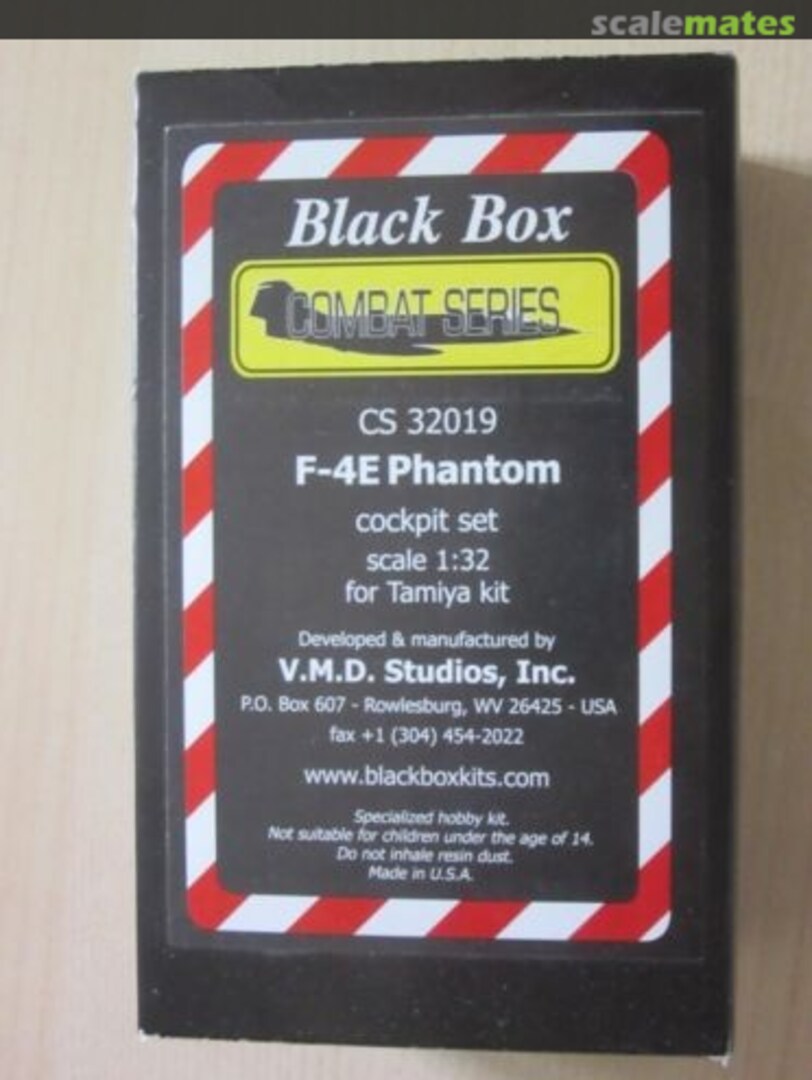 scalemates
Black Box
COMBAT SERIES
CS 32019
F-4E Phantom
cockpit set
scale 1:32
for Tamiya kit
Developed & manufactured by
V.M.D. Studios, Inc.
P.O. Box 607 - Rowlesburg, WV 26425 - USA
fax +1 (304) 454-2022
www.blackboxkits.com
Specialized hobby kit.
Not suitable for children under the age of 14.
Do not inhale resin dust.
Made in U.S.A.